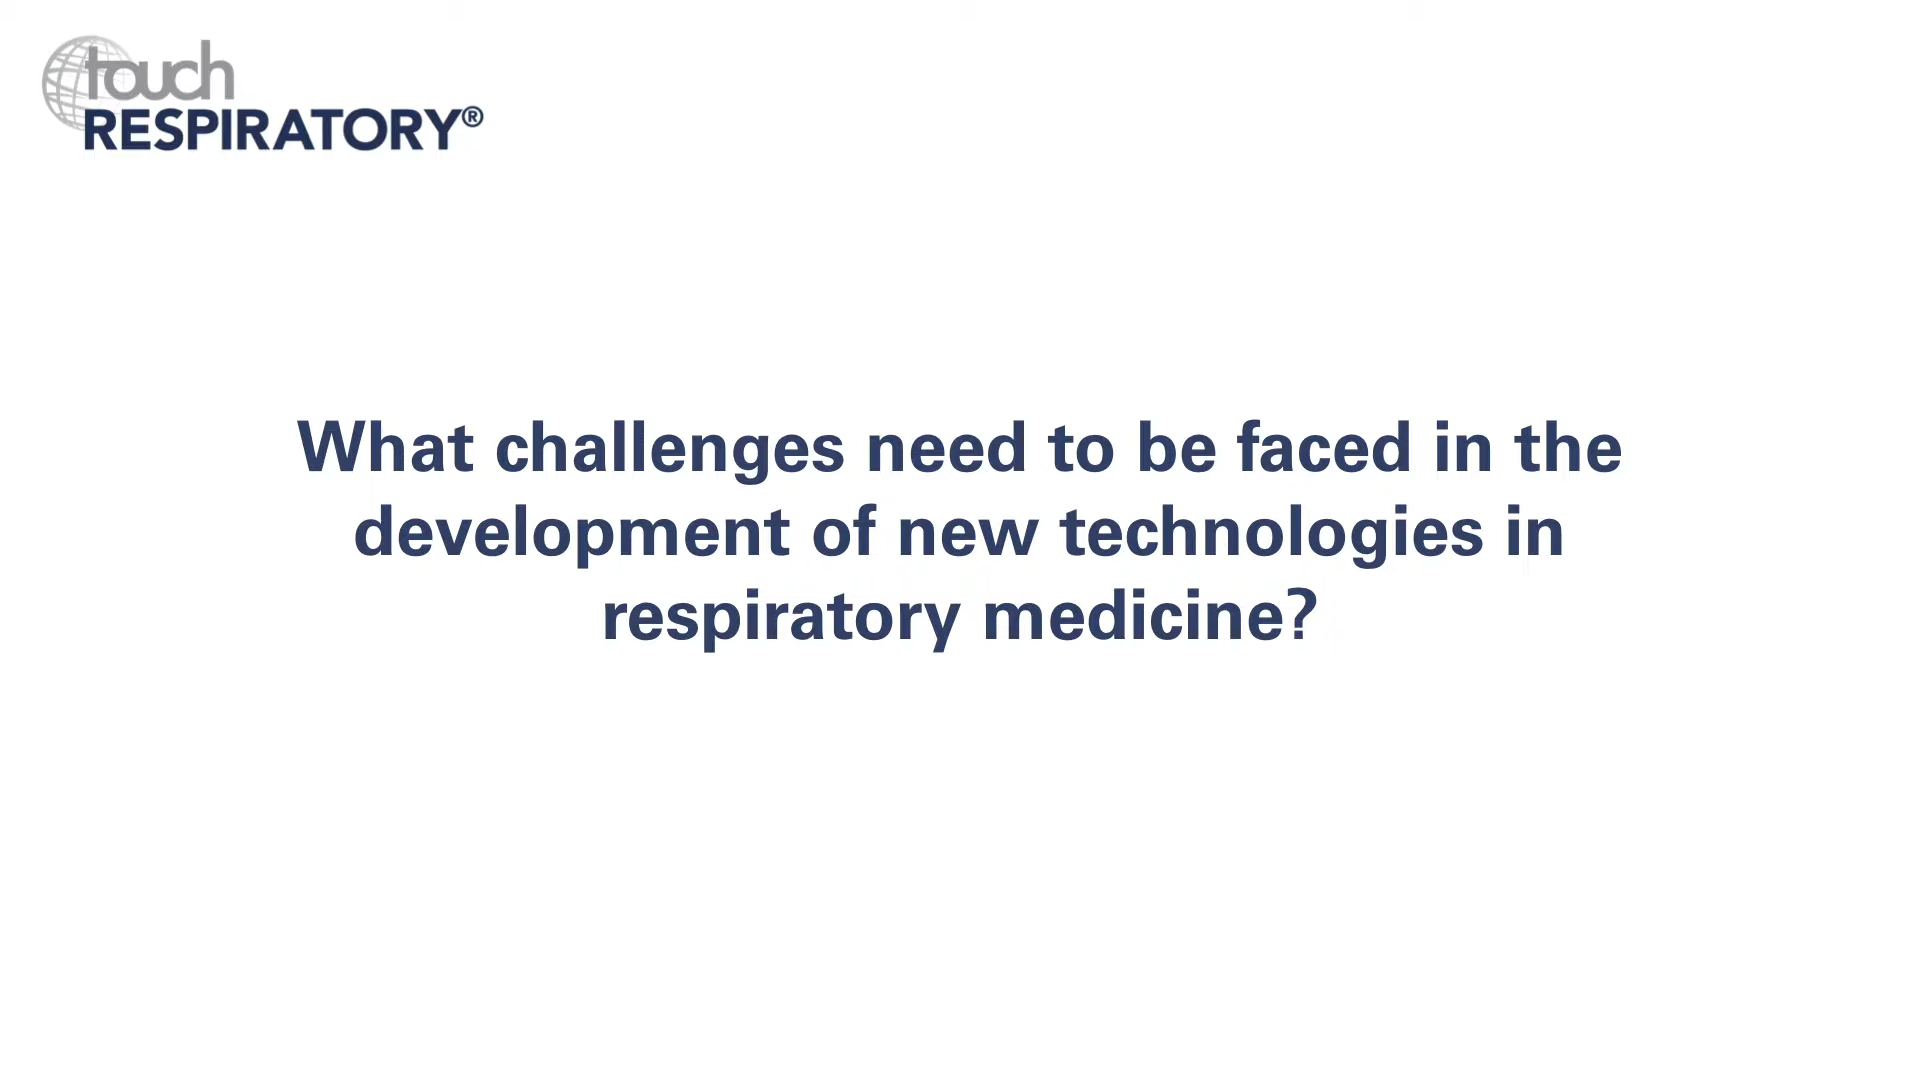 touch
RESPIRATORY®
What challenges need to be faced in the
development of new technologies in
respiratory medicine?